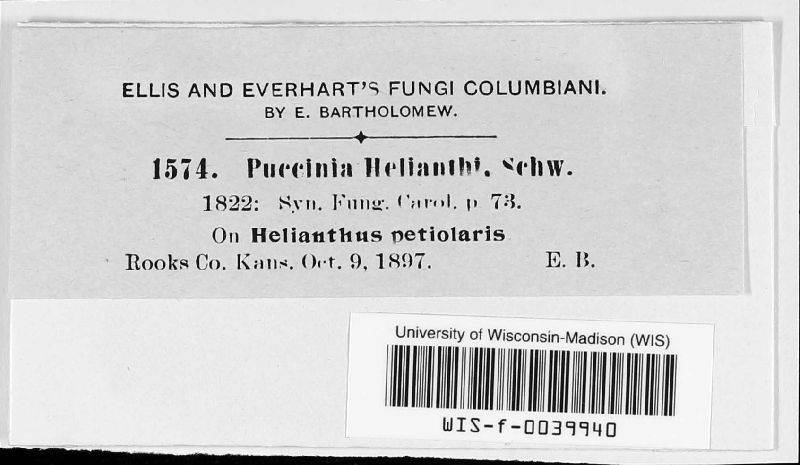 ELLIS AND EVERHART'S FUNGI COLUMBIANI.
BY E. BARTHOLOMEW.
1574. Puccinia Helianthi. Schw.
1822: Syn. Fung. Carol. p 73.
On Helianthus petiolaris
Rooks Co. Kans. Oct. 9, 1897. E. B.
University of Wisconsin-Madison (WIS)
WIS-f-0039940